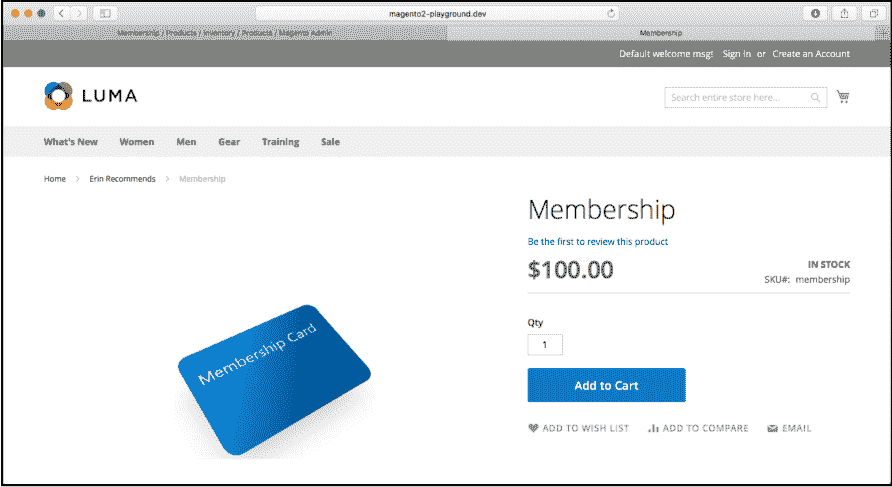 magento2-playground.dev
Membership / Products / Inventory / Products / Magento Admin
Membership
Default welcome msg! Sign In or Create an Account
LUMA
Search entire store here...
What's New Women Men Gear Training Sale
Home > Erin Recommends > Membership
Membership
Be the first to review this product
$100.00
IN STOCK
SKU#: membership
Qty
1
Membership Card
Add to Cart
ADD TO WISH LIST ADD TO COMPARE EMAIL